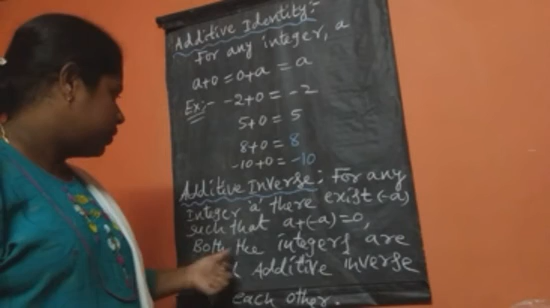 Additive Identity:-
For any integer, a
a+0=0+a=a
Ex:- -2+0=-2
5+0=5
8+0=8
-10+0=-10
Additive Inverse: For any
Integer 'a' there exist (-a)
such that a+(-a)=0,
Both the integers are
Additive inverse
each other.